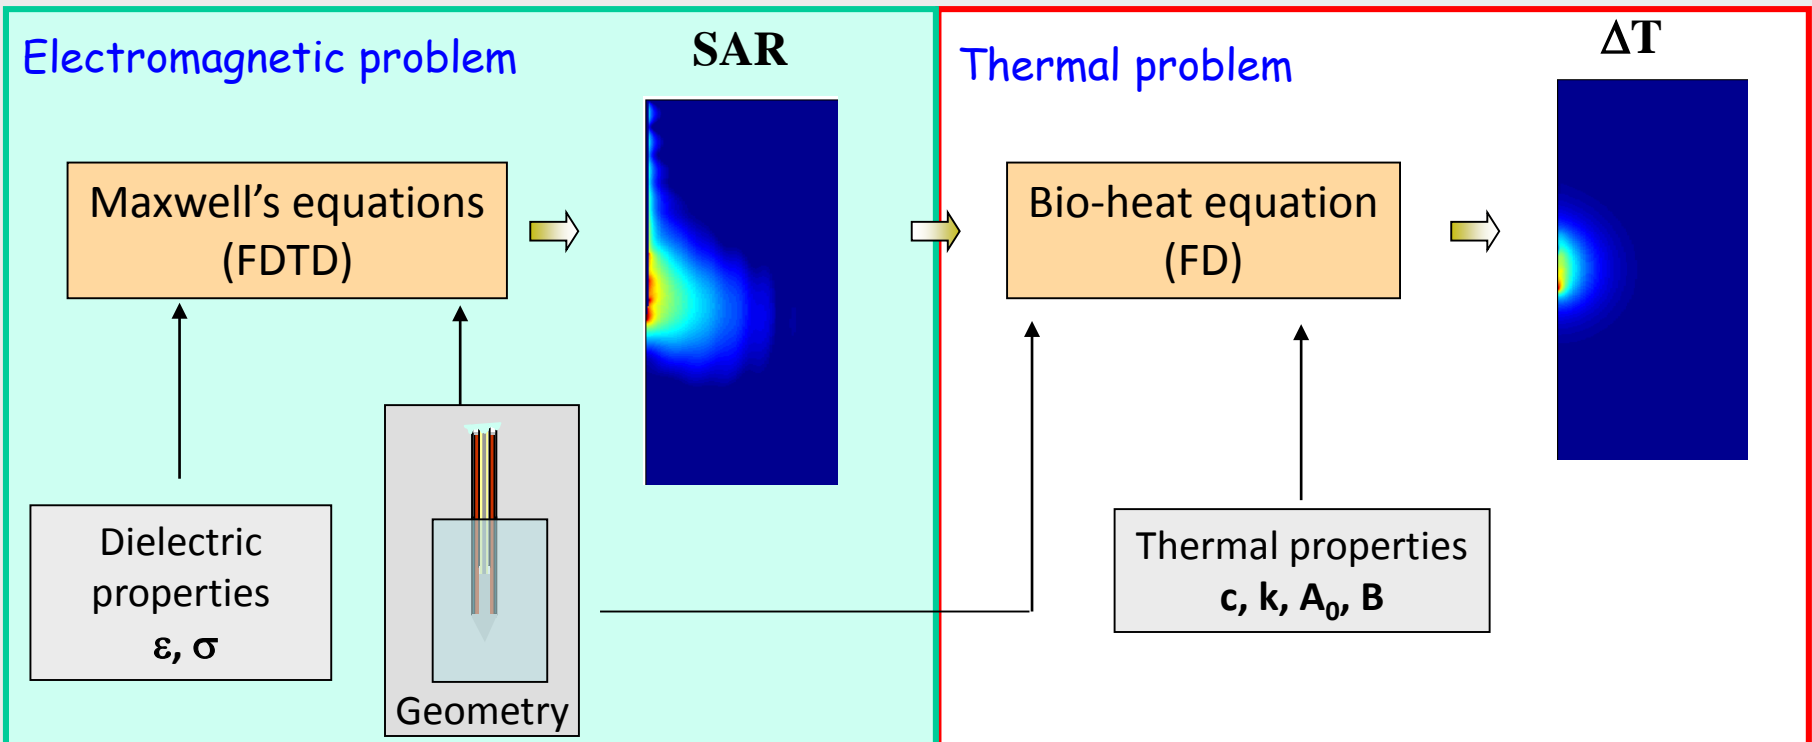 Electromagnetic problem
SAR
Maxwell’s equations
(FDTD)
Dielectric
properties
ε, σ
Geometry
Thermal problem
ΔT
Bio-heat equation
(FD)
Thermal properties
c, k, A₀, B